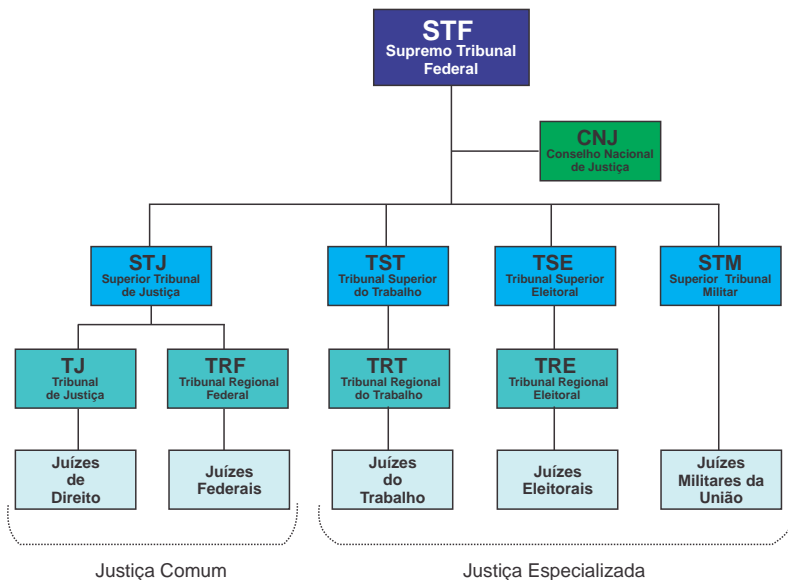 STF
Supremo Tribunal
Federal
CNJ
Conselho Nacional
de Justiça
STJ
Superior Tribunal
de Justiça
TST
Tribunal Superior
do Trabalho
TSE
Tribunal Superior
Eleitoral
STM
Superior Tribunal
Militar
TJ
Tribunal
de Justiça
TRF
Tribunal Regional
Federal
TRT
Tribunal Regional
do Trabalho
TRE
Tribunal Regional
Eleitoral
Juízes
de
Direito
Juízes
Federais
Juízes
do
Trabalho
Juízes
Eleitorais
Juízes
Militares da
União
Justiça Comum
Justiça Especializada